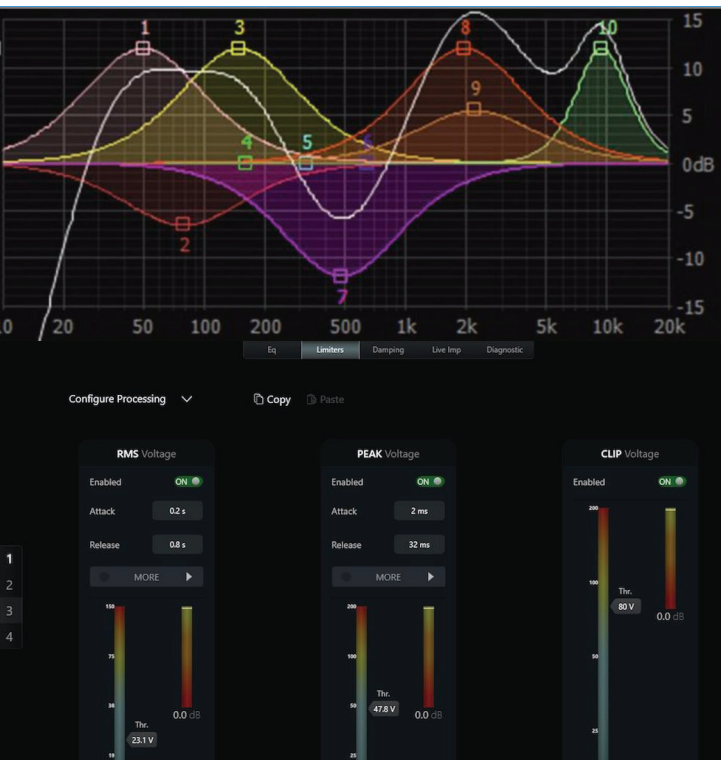 1 3 8 10
15
10
9
5
4 5 6
0dB
-5
2
-10
7
-15
20 50 100 200 500 1k 2k 5k 10k 20k
Eq Limiters Damping Live Imp Diagnostic
Configure Processing Copy Paste
RMS Voltage PEAK Voltage CLIP Voltage
Enabled ON Enabled ON Enabled ON
Attack 0.2 s Attack 2 ms
200
Release 0.8 s Release 32 ms
1
2
3
4
MORE MORE
100
Thr.
80 V
0.0 dB
150 200
75 100 50
Thr.
38 50 47.8 V
0.0 dB 0.0 dB
Thr.
23.1 V
25
19 25